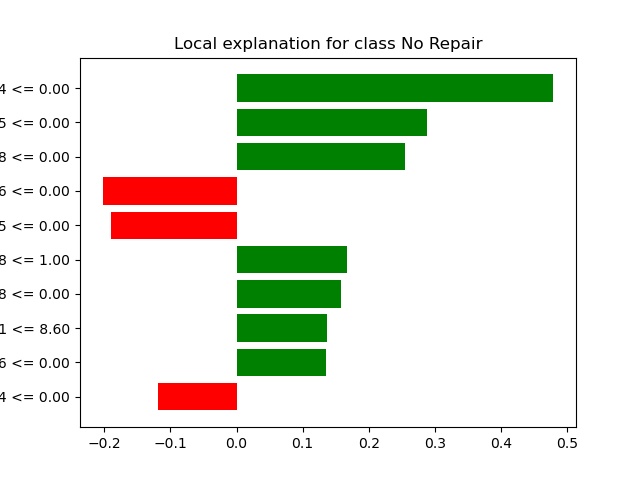 Local explanation for class No Repair
4 <= 0.00
5 <= 0.00
8 <= 0.00
6 <= 0.00
5 <= 0.00
8 <= 1.00
8 <= 0.00
1 <= 8.60
6 <= 0.00
4 <= 0.00
−0.2 −0.1 0.0 0.1 0.2 0.3 0.4 0.5